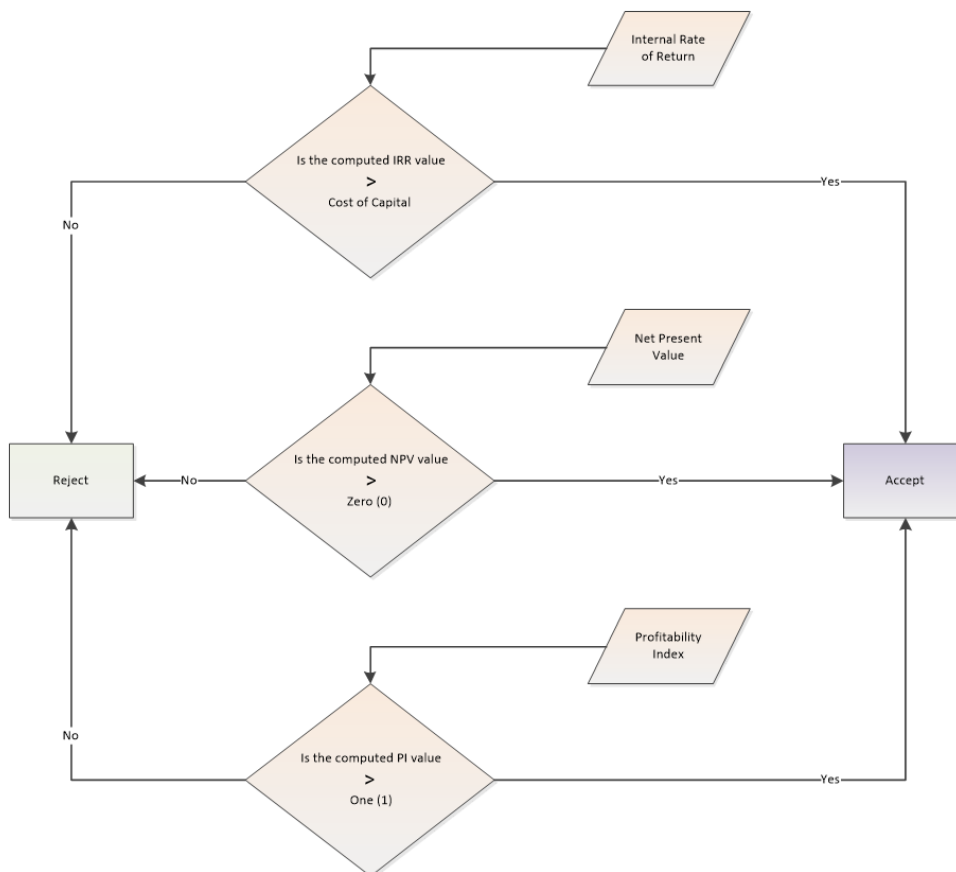 Internal Rate
of Return
Is the computed IRR value
>
Cost of Capital
Yes
No
Net Present
Value
Is the computed NPV value
>
Zero (0)
Reject
No
Yes
Accept
Profitability
Index
Is the computed PI value
>
One (1)
No
Yes